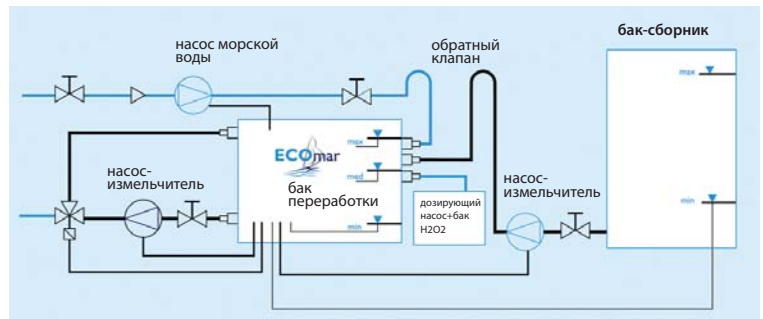 насос морской
воды
обратный
клапан
бак-сборник
max
max
ECOmar
насос-
измельчитель
med
насос-
измельчитель
бак
переработки
дозирующий
насос+бак
H2O2
min
min